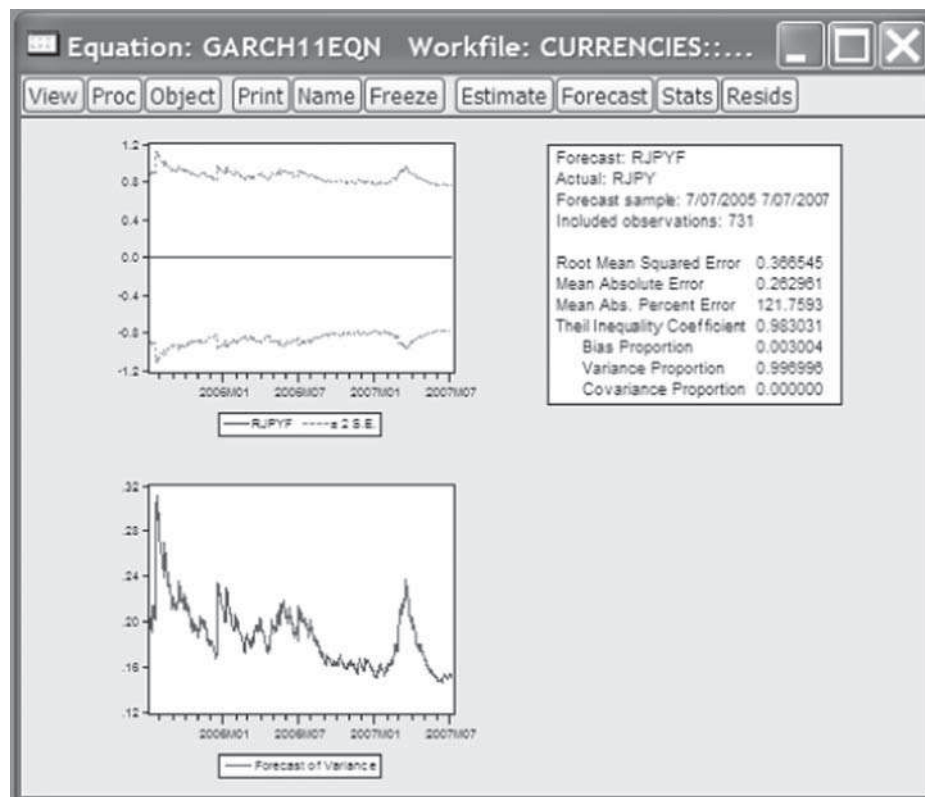 Equation: GARCH11EQN Workfile: CURRENCIES::...
View Proc Object Print Name Freeze Estimate Forecast Stats Resids
1.2
0.8
0.4
0.0
-0.4
-0.8
-1.2
2006M01 2006M07 2007M01 2007M07
RJPYF ± 2 S.E.
Forecast: RJPYF
Actual: RJPY
Forecast sample: 7/07/2005 7/07/2007
Included observations: 731
Root Mean Squared Error 0.366545
Mean Absolute Error 0.262961
Mean Abs. Percent Error 121.7593
Theil Inequality Coefficient 0.983031
Bias Proportion 0.003004
Variance Proportion 0.996996
Covariance Proportion 0.000000
.32
.28
.24
.20
.16
.12
2006M01 2006M07 2007M01 2007M07
Forecast of Variance